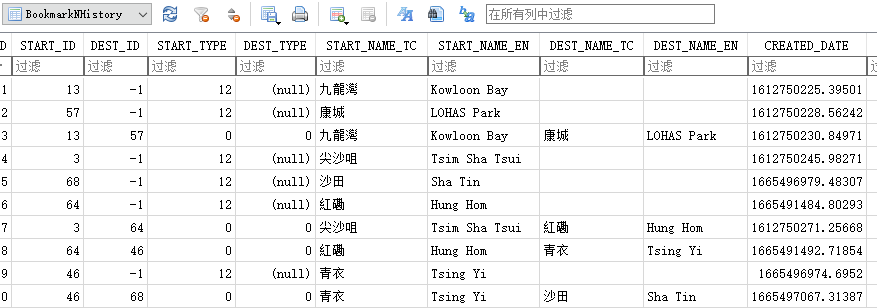 BookmarkNHistory 在所有列中过滤
D START_ID DEST_ID START_TYPE DEST_TYPE START_NAME_TC START_NAME_EN DEST_NAME_TC DEST_NAME_EN CREATED_DATE
过滤 过滤 过滤 过滤 过滤 过滤 过滤 过滤 过滤
1 13 -1 12 (null) 九龍灣 Kowloon Bay 1612750225.39501
2 57 -1 12 (null) 康城 LOHAS Park 1612750228.56242
3 13 57 0 0 九龍灣 Kowloon Bay 康城 LOHAS Park 1612750230.84971
4 3 -1 12 (null) 尖沙咀 Tsim Sha Tsui 1612750245.98271
5 68 -1 12 (null) 沙田 Sha Tin 1665496979.48307
6 64 -1 12 (null) 紅磡 Hung Hom 1665491484.80293
7 3 64 0 0 尖沙咀 Tsim Sha Tsui 紅磡 Hung Hom 1612750271.25668
8 64 46 0 0 紅磡 Hung Hom 青衣 Tsing Yi 1665491492.71854
9 46 -1 12 (null) 青衣 Tsing Yi 1665496974.6952
0 46 68 0 0 青衣 Tsing Yi 沙田 Sha Tin 1665497067.31387